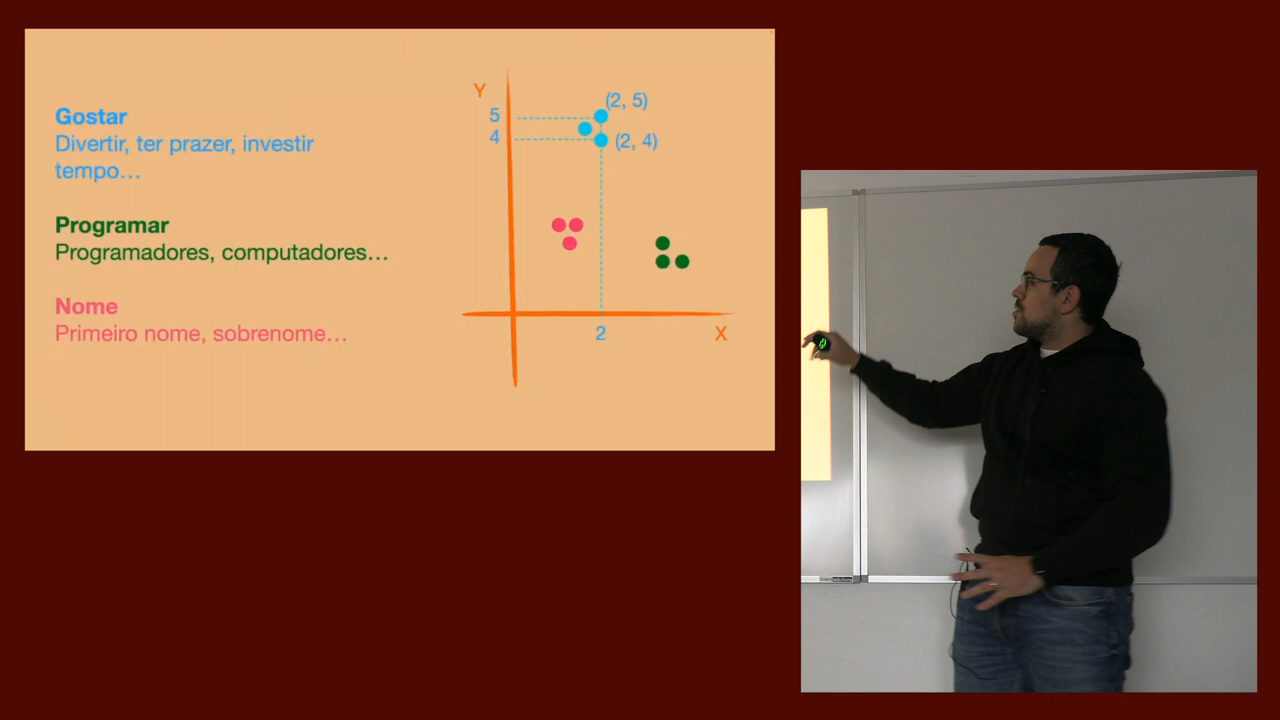 Gostar
Divertir, ter prazer, investir
tempo...
Programar
Programadores, computadores...
Nome
Primeiro nome, sobrenome...
Y
5
4
(2, 5)
(2, 4)
2
X